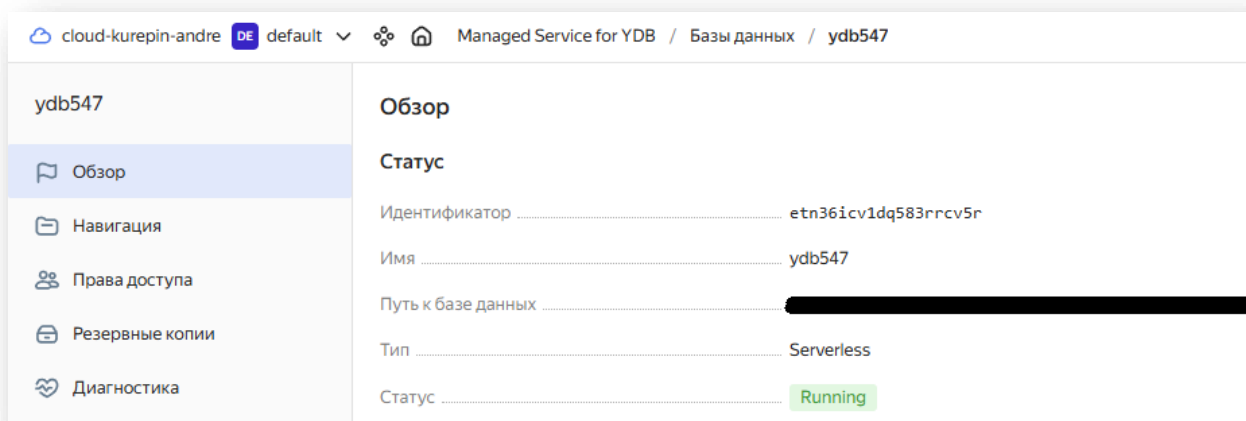 cloud-kurepin-andre DE default Managed Service for YDB / Базы данных / ydb547
ydb547
Обзор
Навигация
Права доступа
Резервные копии
Диагностика
Обзор
Статус
Идентификатор etn36icv1dq583rrcv5r
Имя ydb547
Путь к базе данных
Тип Serverless
Статус Running